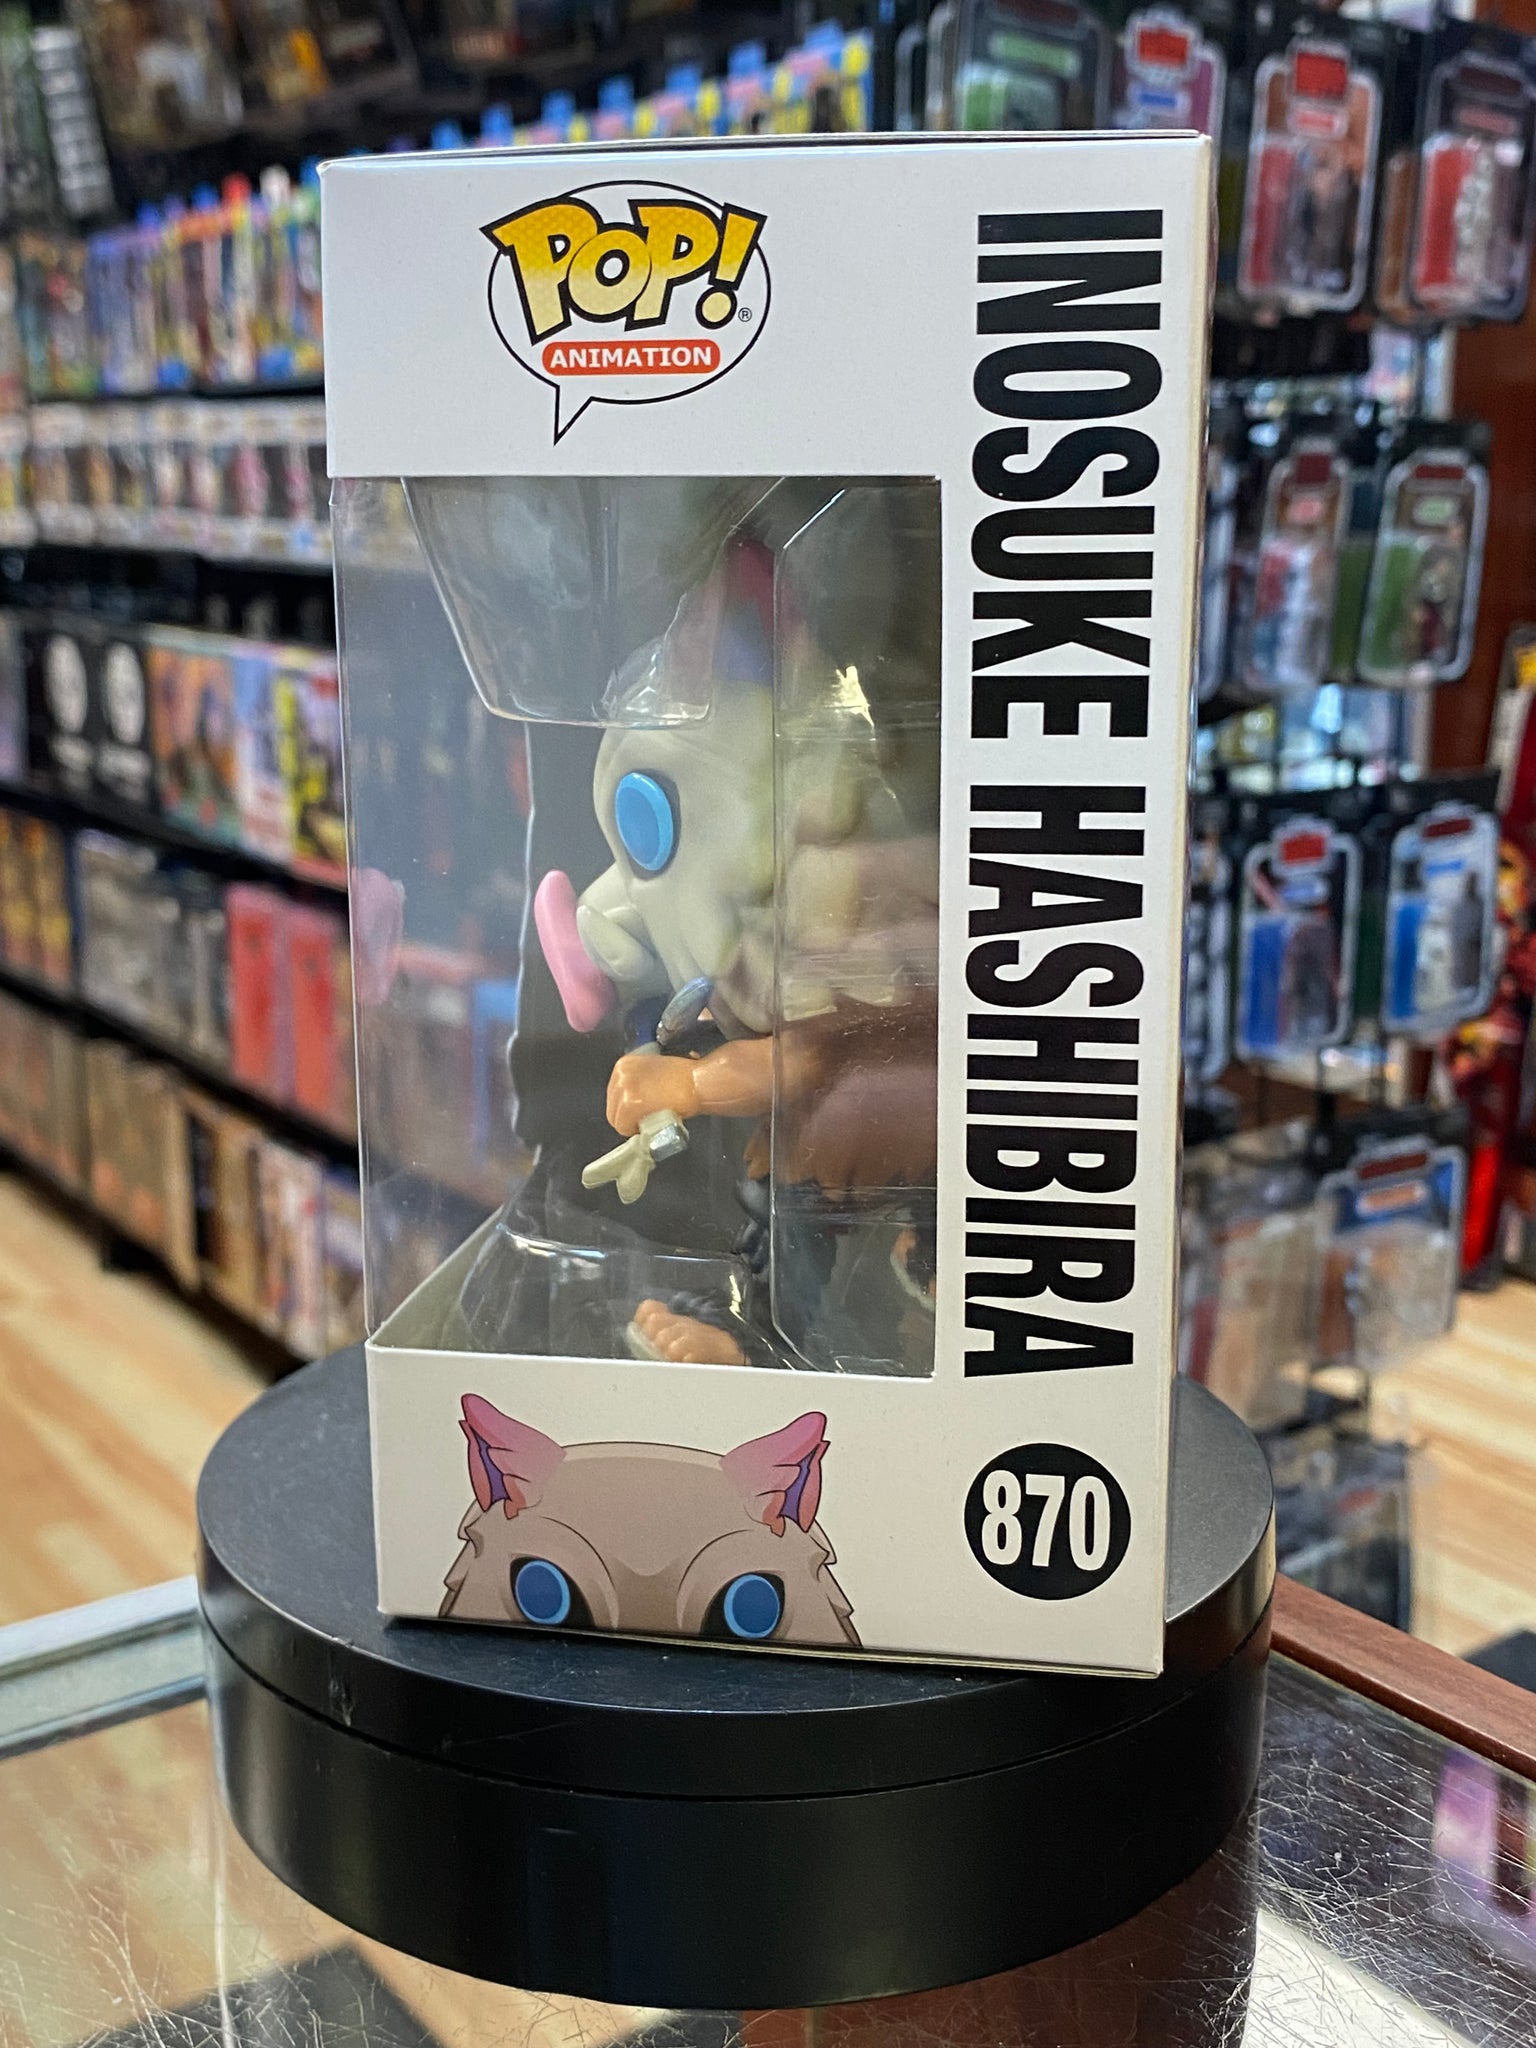 POP!
®
ANIMATION
INOSUKE HASHIBIRA
870